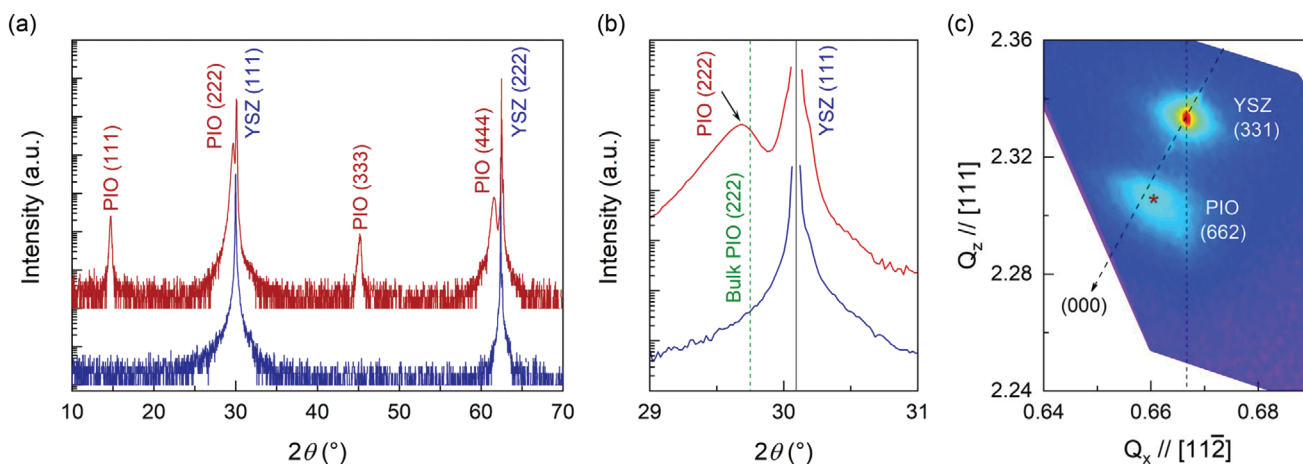 (a)
Intensity (a.u.)
PIO (111)
PIO (222)
YSZ (111)
PIO (333)
PIO (444)
YSZ (222)
10 20 30 40 50 60 70
2θ (°)
(b)
Intensity (a.u.)
PIO (222)
Bulk PIO (222)
YSZ (111)
29 30 31
2θ (°)
(c)
Q_z // [111]
2.36
2.32
2.28
2.24
YSZ
(331)
PIO
(662)
*
(000)
0.64 0.66 0.68
Q_x // [112̄]